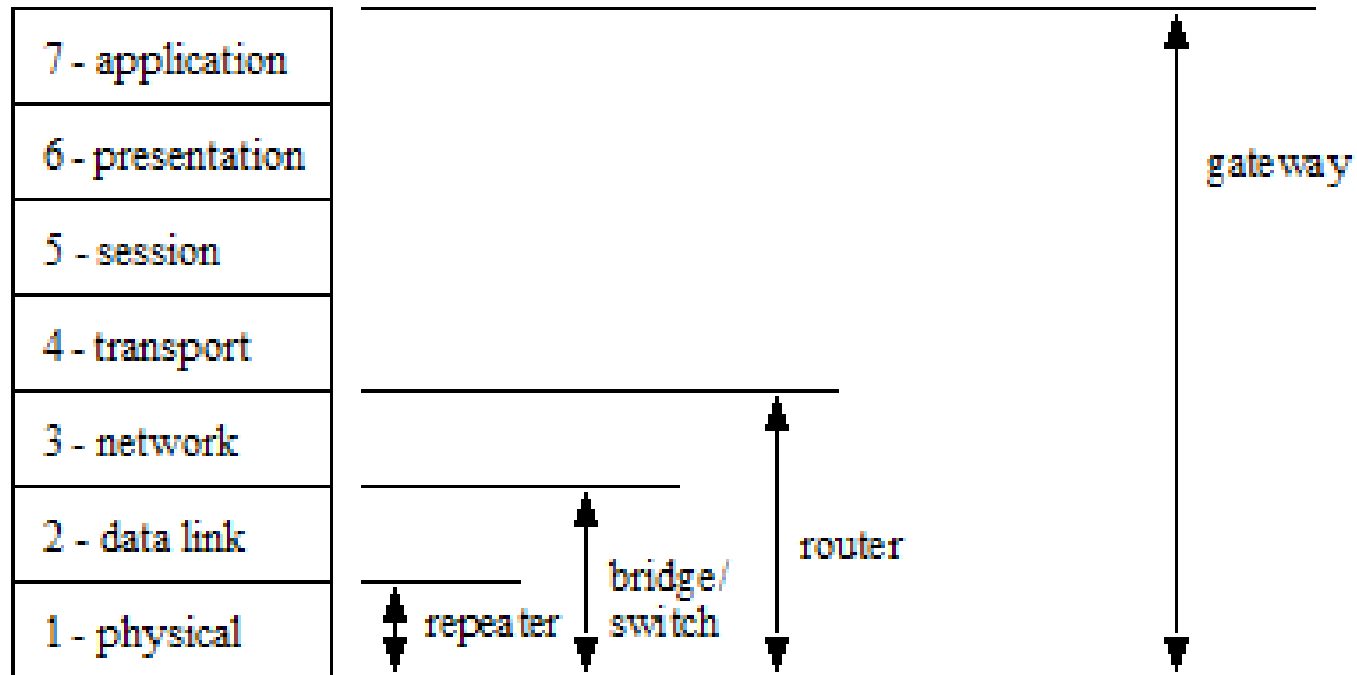 7 - application
6 - presentation
5 - session
4 - transport
3 - network
2 - data link
1 - physical
repeater
bridge/
switch
router
gateway